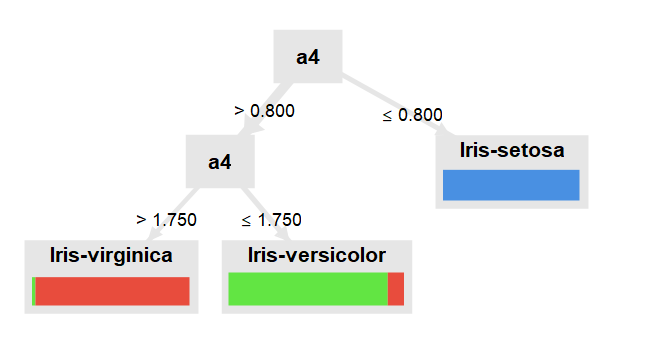 a4
> 0.800
≤ 0.800
a4
Iris-setosa
> 1.750
≤ 1.750
Iris-virginica
Iris-versicolor